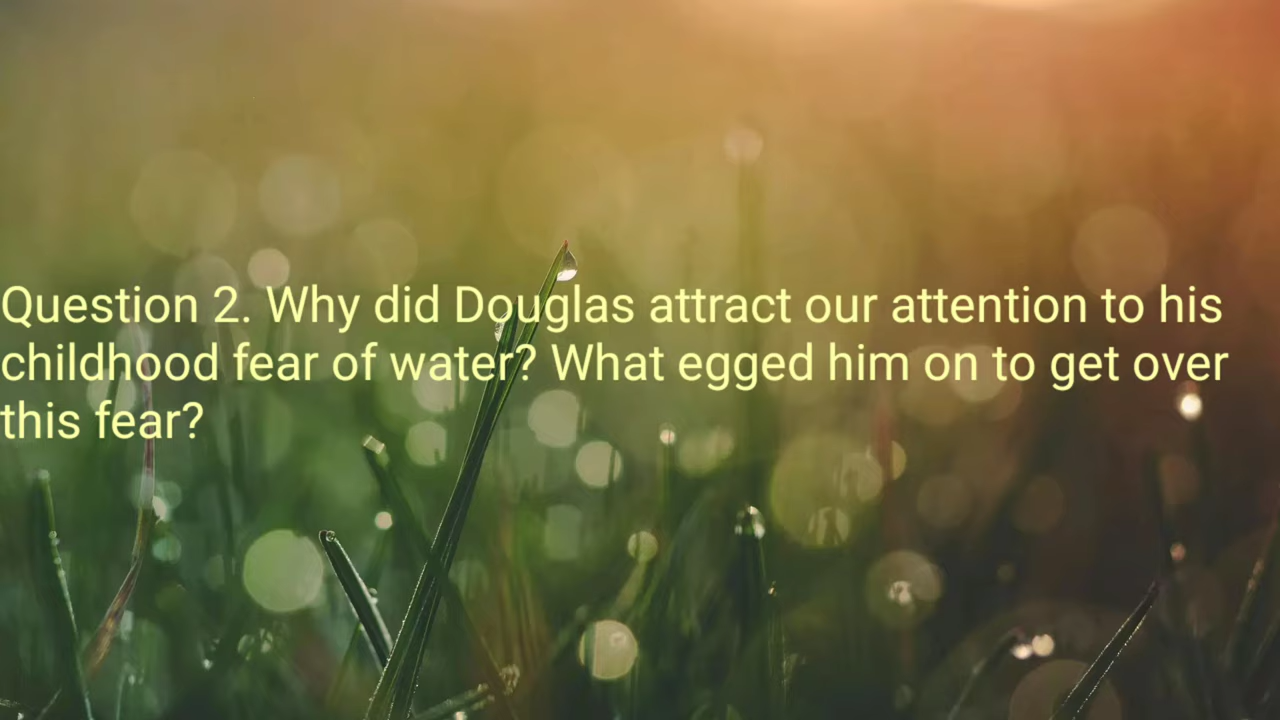 Question 2. Why did Douglas attract our attention to his
childhood fear of water? What egged him on to get over
this fear?